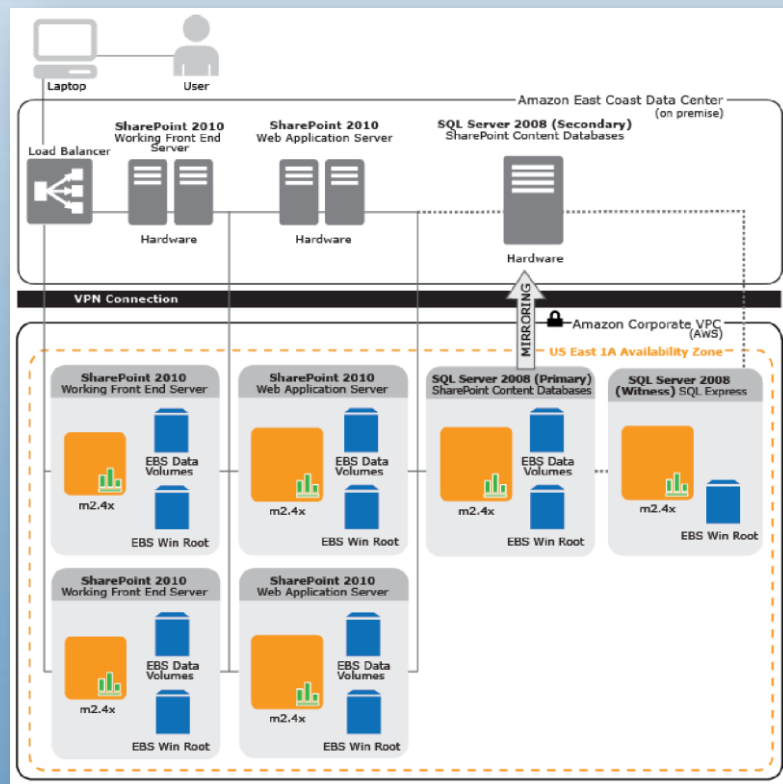 Laptop
User
Amazon East Coast Data Center
(on premise)
SharePoint 2010
Working Front End
Server
SharePoint 2010
Web Application Server
SQL Server 2008 (Secondary)
SharePoint Content Databases
Load Balancer
Hardware
Hardware
Hardware
VPN Connection
MIRRORING
Amazon Corporate VPC
(AWS)
US East 1A Availability Zone
SharePoint 2010
Working Front End Server
EBS Data
Volumes
m2.4x
EBS Win Root
SharePoint 2010
Web Application Server
EBS Data
Volumes
m2.4x
EBS Win Root
SQL Server 2008 (Primary)
SharePoint Content Databases
EBS Data
Volumes
m2.4x
EBS Win Root
SQL Server 2008
(Witness) SQL Express
m2.4x
EBS Win Root
SharePoint 2010
Working Front End Server
EBS Data
Volumes
m2.4x
EBS Win Root
SharePoint 2010
Web Application Server
EBS Data
Volumes
m2.4x
EBS Win Root